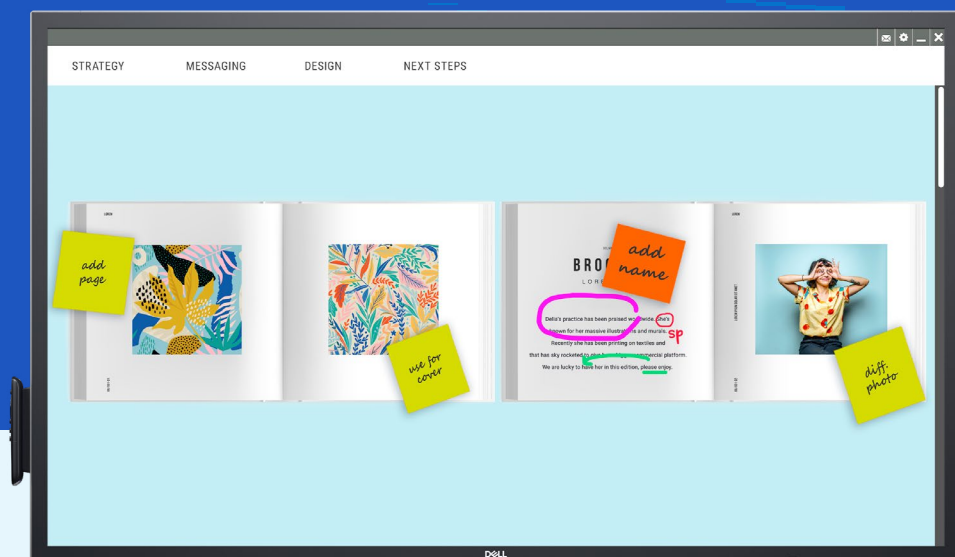 STRATEGY MESSAGING DESIGN NEXT STEPS
add
page
use for
cover
add
name
BRO
Delia's practice has been praised worldwide. She's
known for her massive illustrations and murals.
sp
Recently she has been printing on textiles and
that has sky rocketed to commercial platform.
We are lucky to have her in this edition, please enjoy.
diff.
photo
DELL